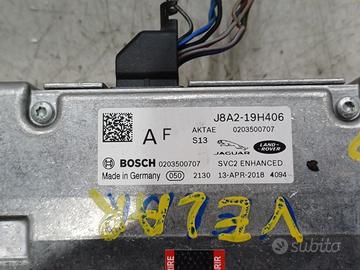 J8A2-19H406
AF
AKTAE 0203500707
S13
JAGUAR
LAND-ROVER
BOSCH 0203500707
SVC2 ENHANCED
Made in Germany 050 2130 13-APR-2018 4094
VELAR
subito